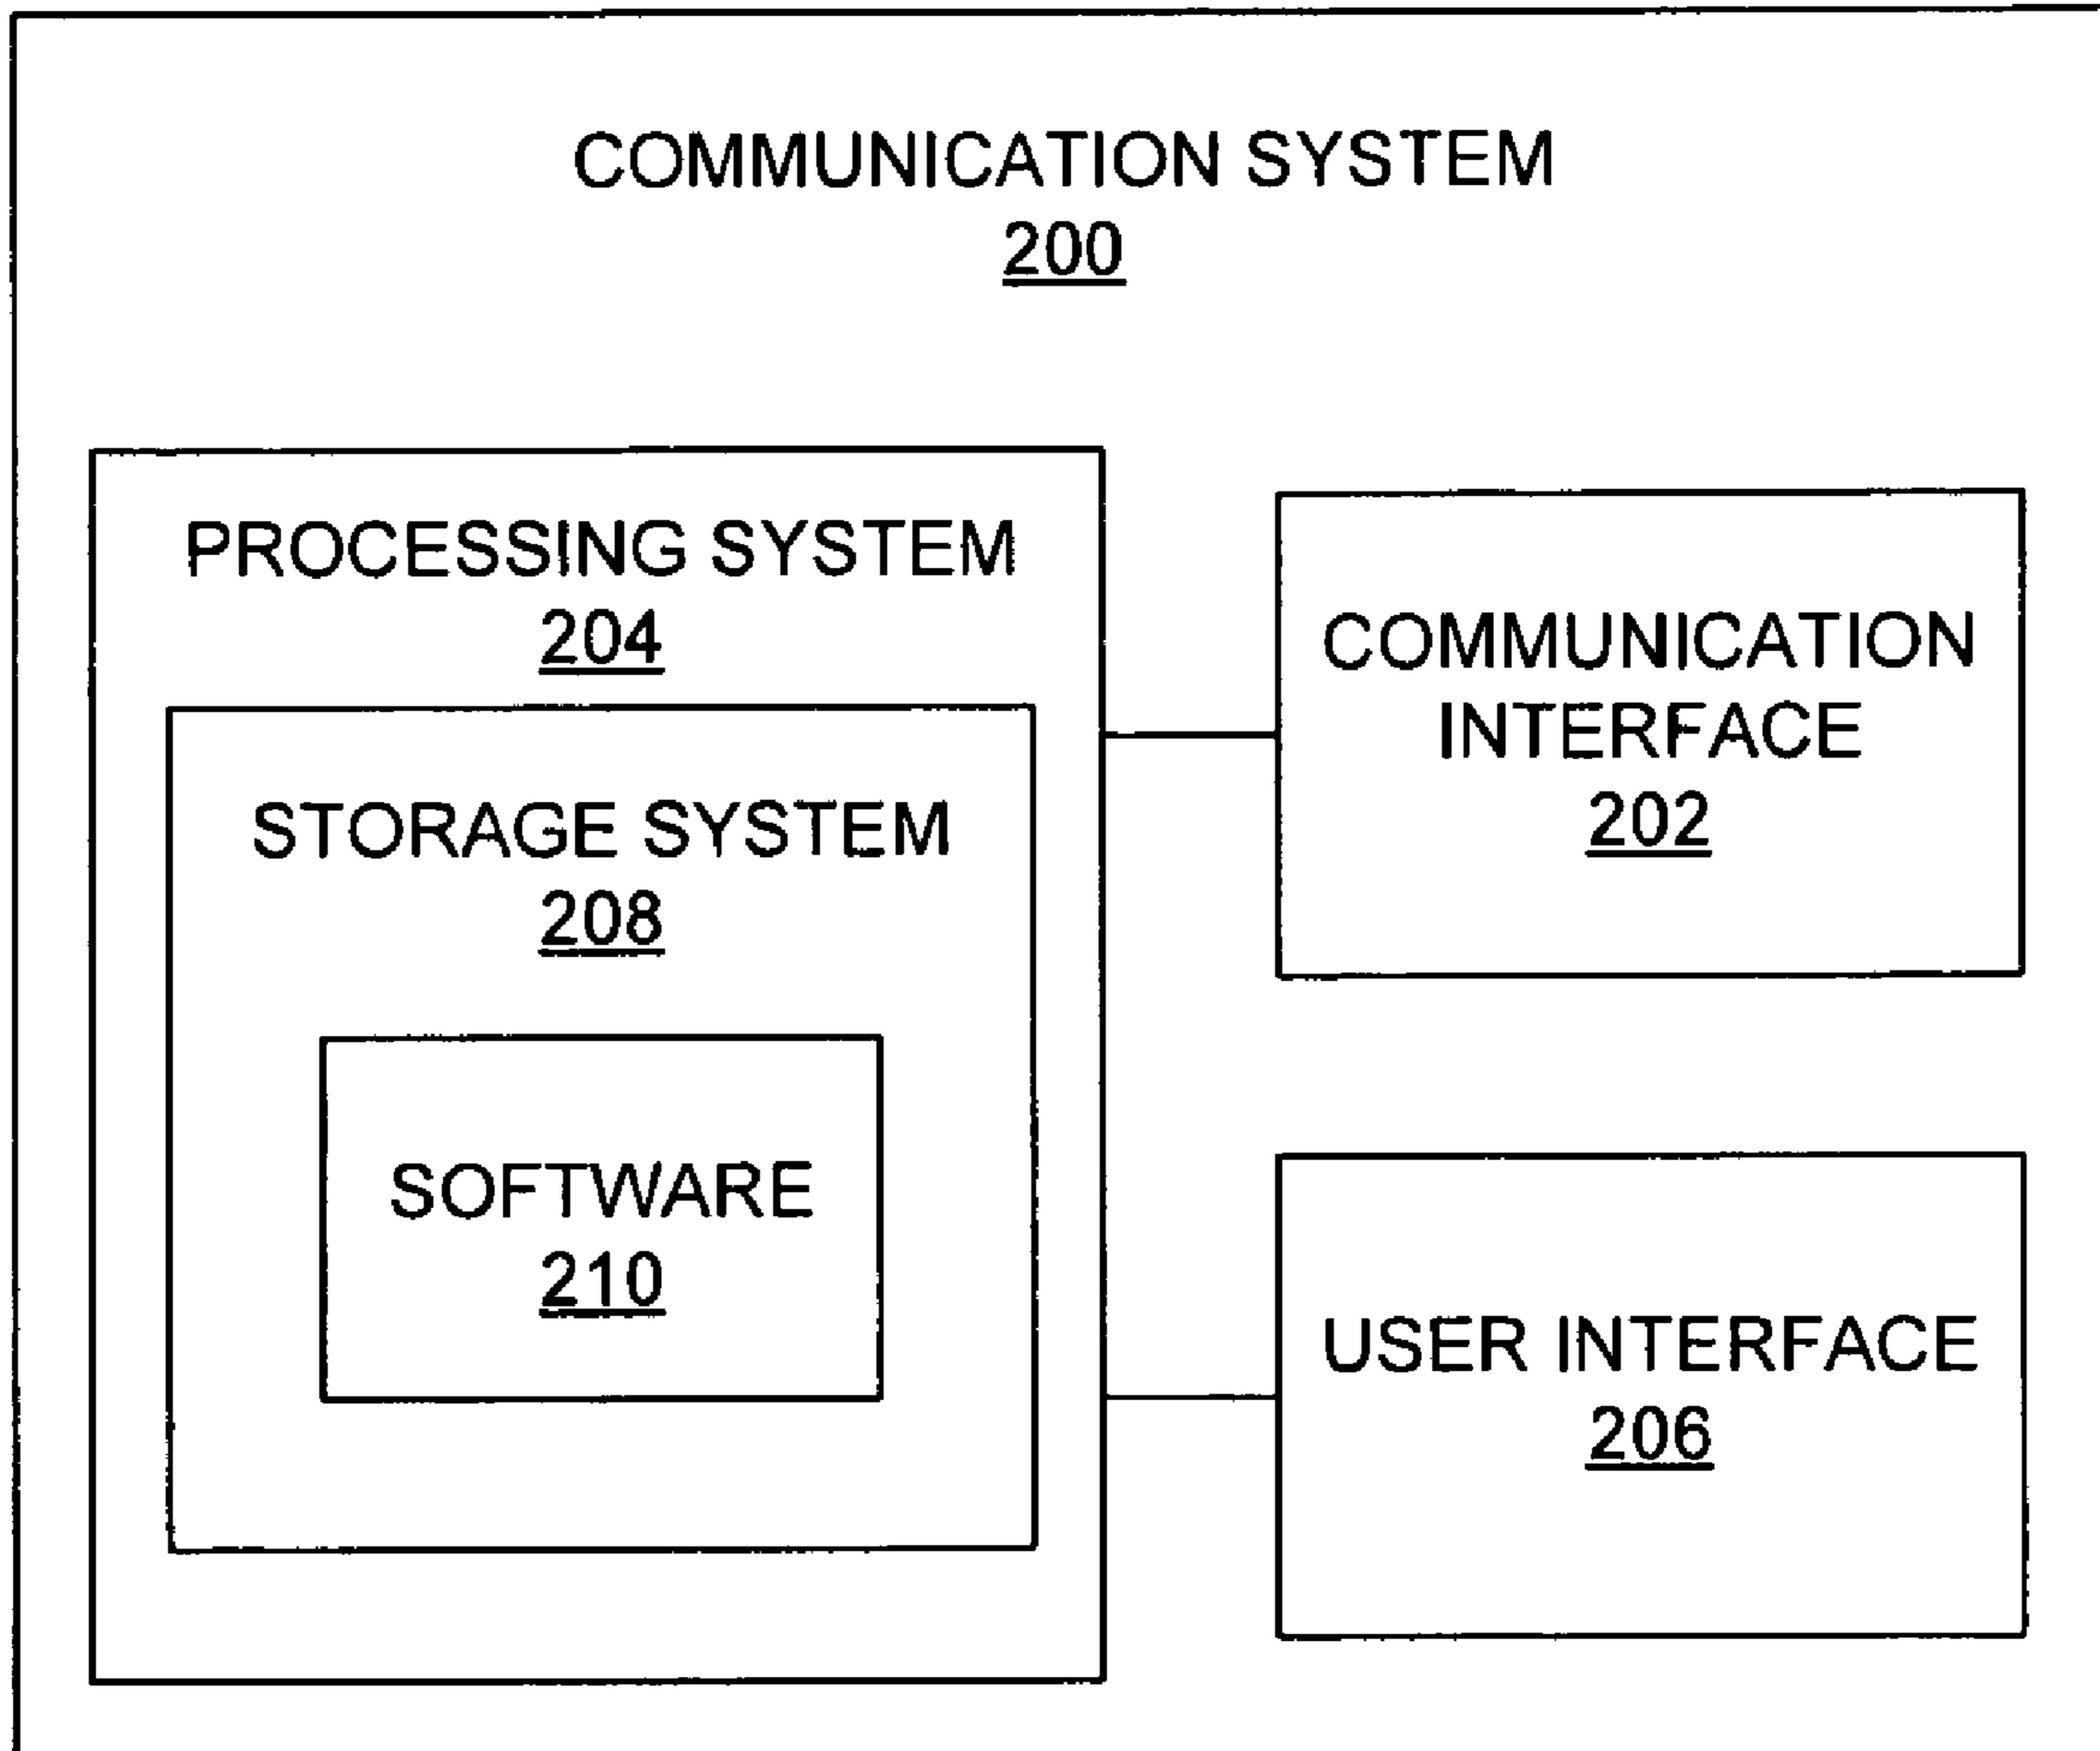 COMMUNICATION SYSTEM
200
PROCESSING SYSTEM
204
STORAGE SYSTEM
208
SOFTWARE
210
COMMUNICATION
INTERFACE
202
USER INTERFACE
206